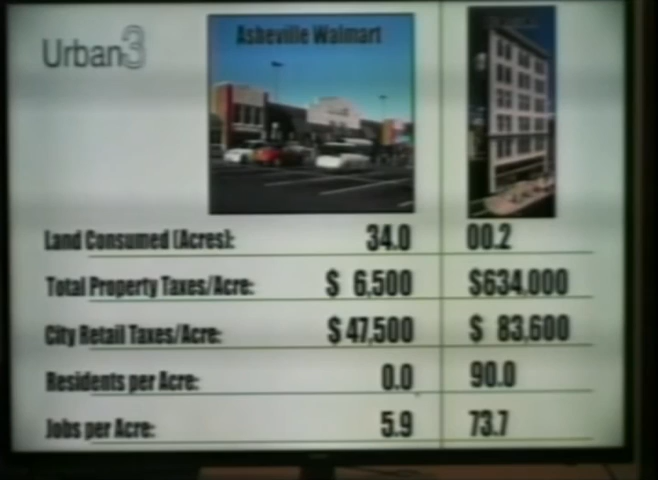 Urban3
Asheville Walmart
Land Consumed (Acres): 34.0 00.2
Total Property Taxes/Acre: $ 6,500 $634,000
City Retail Taxes/Acre: $ 47,500 $ 83,600
Residents per Acre: 0.0 90.0
Jobs per Acre: 5.9 73.7